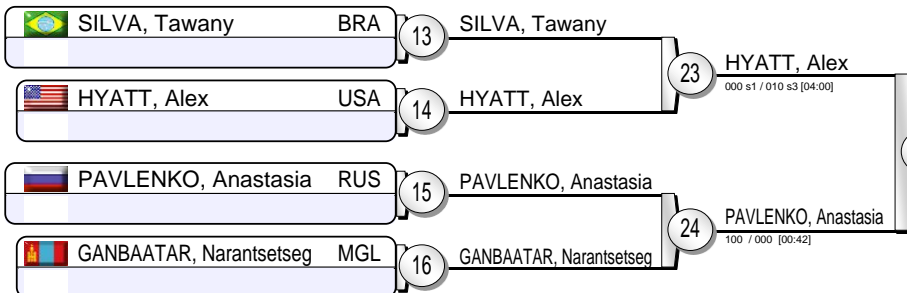 SILVA, Tawany BRA
13
SILVA, Tawany
HYATT, Alex USA
14
HYATT, Alex
23
HYATT, Alex
000 s1 / 010 s3 [04:00]
PAVLENKO, Anastasia RUS
15
PAVLENKO, Anastasia
GANBAATAR, Narantsetseg MGL
16
GANBAATAR, Narantsetseg
24
PAVLENKO, Anastasia
100 / 000 [00:42]